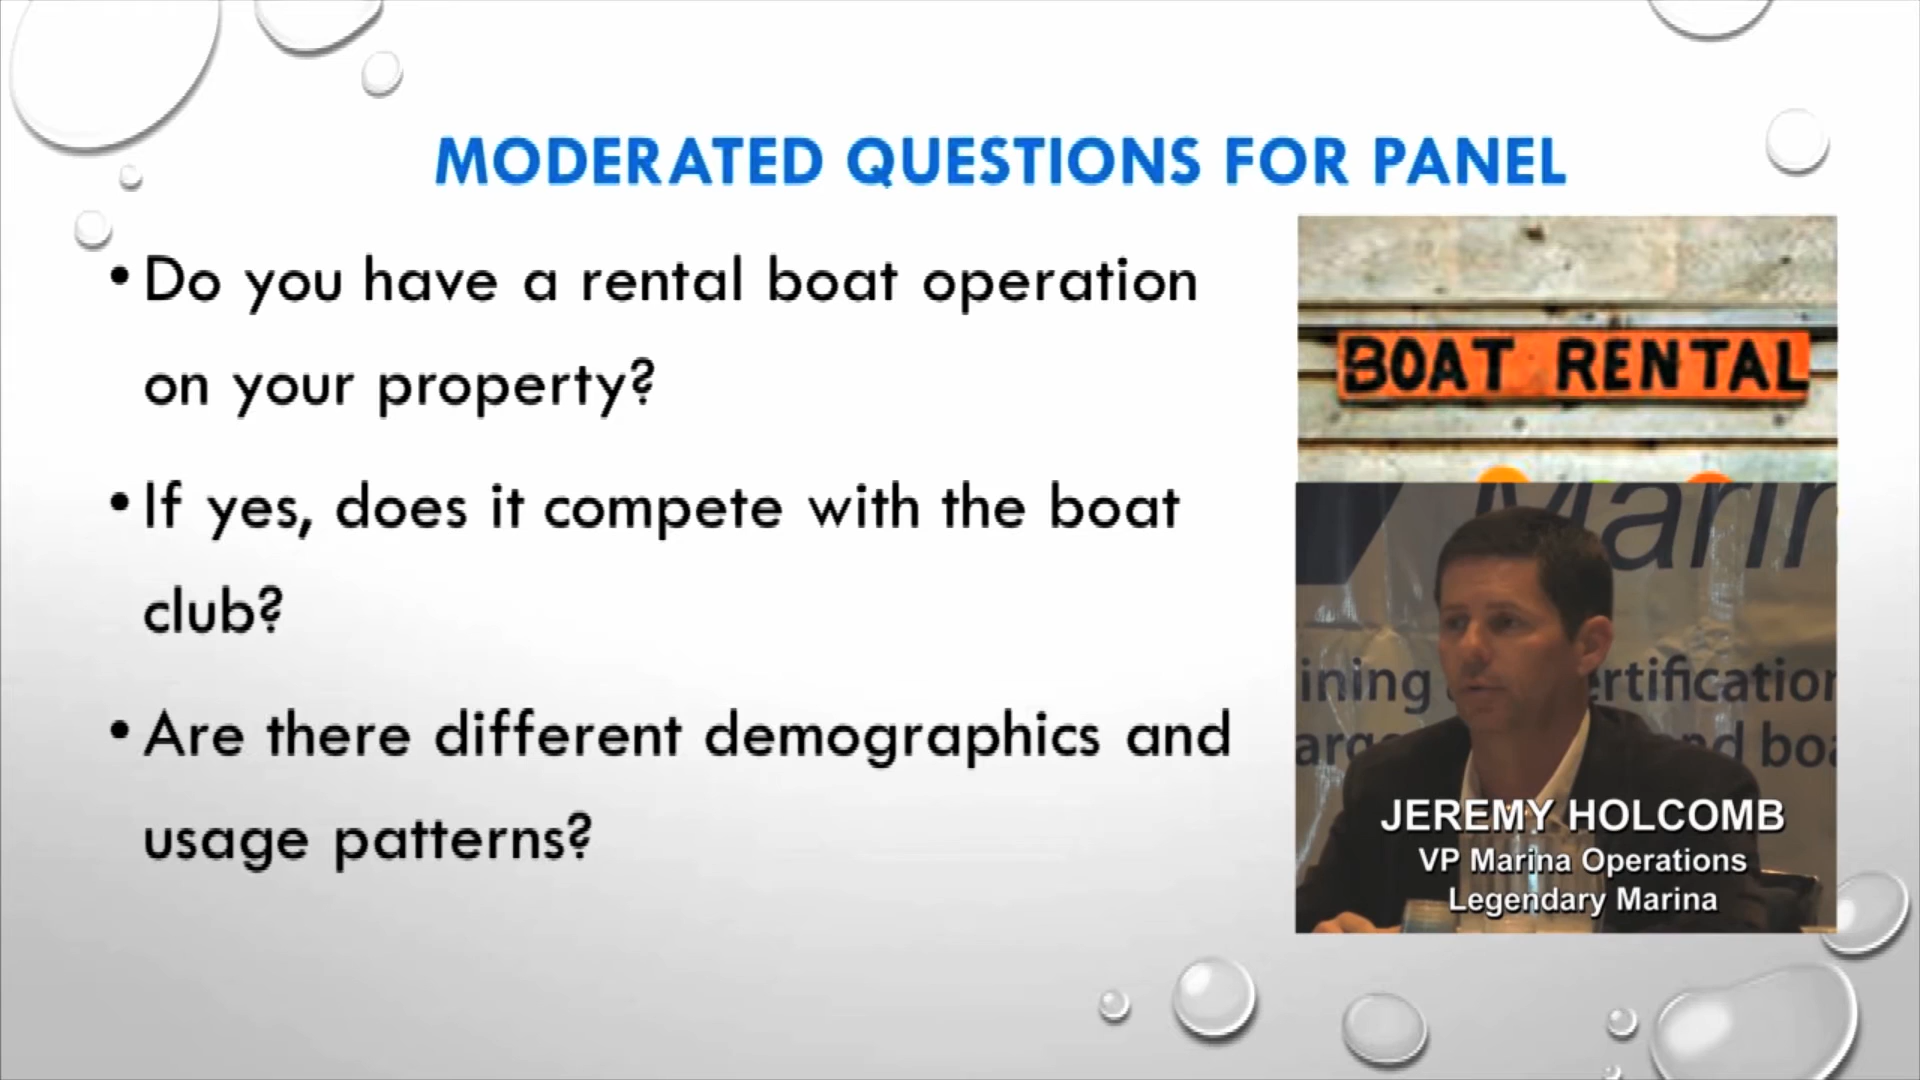 MODERATED QUESTIONS FOR PANEL
• Do you have a rental boat operation
on your property?
• If yes, does it compete with the boat
club?
• Are there different demographics and
usage patterns?
BOAT RENTAL
JEREMY HOLCOMB
VP Marina Operations
Legendary Marina